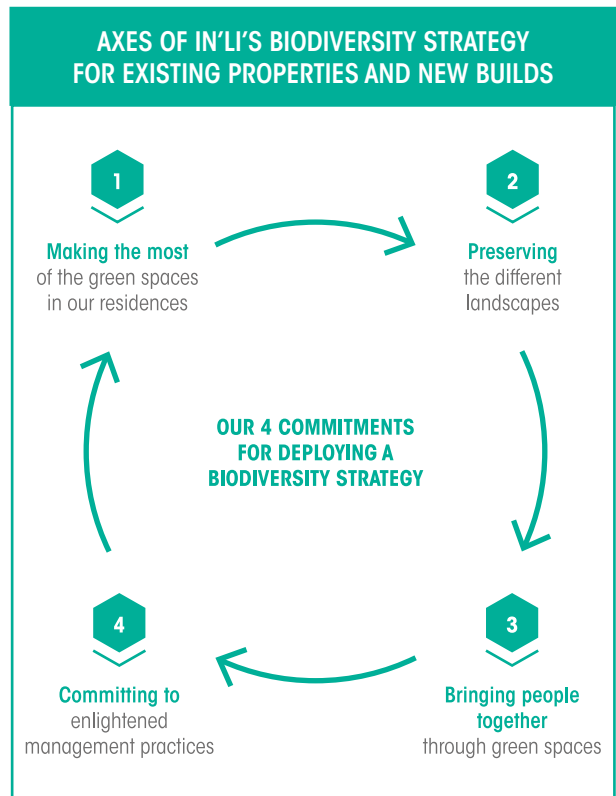 AXES OF IN'LI'S BIODIVERSITY STRATEGY
FOR EXISTING PROPERTIES AND NEW BUILDS
1
Making the most
of the green spaces
in our residences
2
Preserving
the different
landscapes
OUR 4 COMMITMENTS
FOR DEPLOYING A
BIODIVERSITY STRATEGY
4
Committing to
enlightened
management practices
3
Bringing people
together
through green spaces